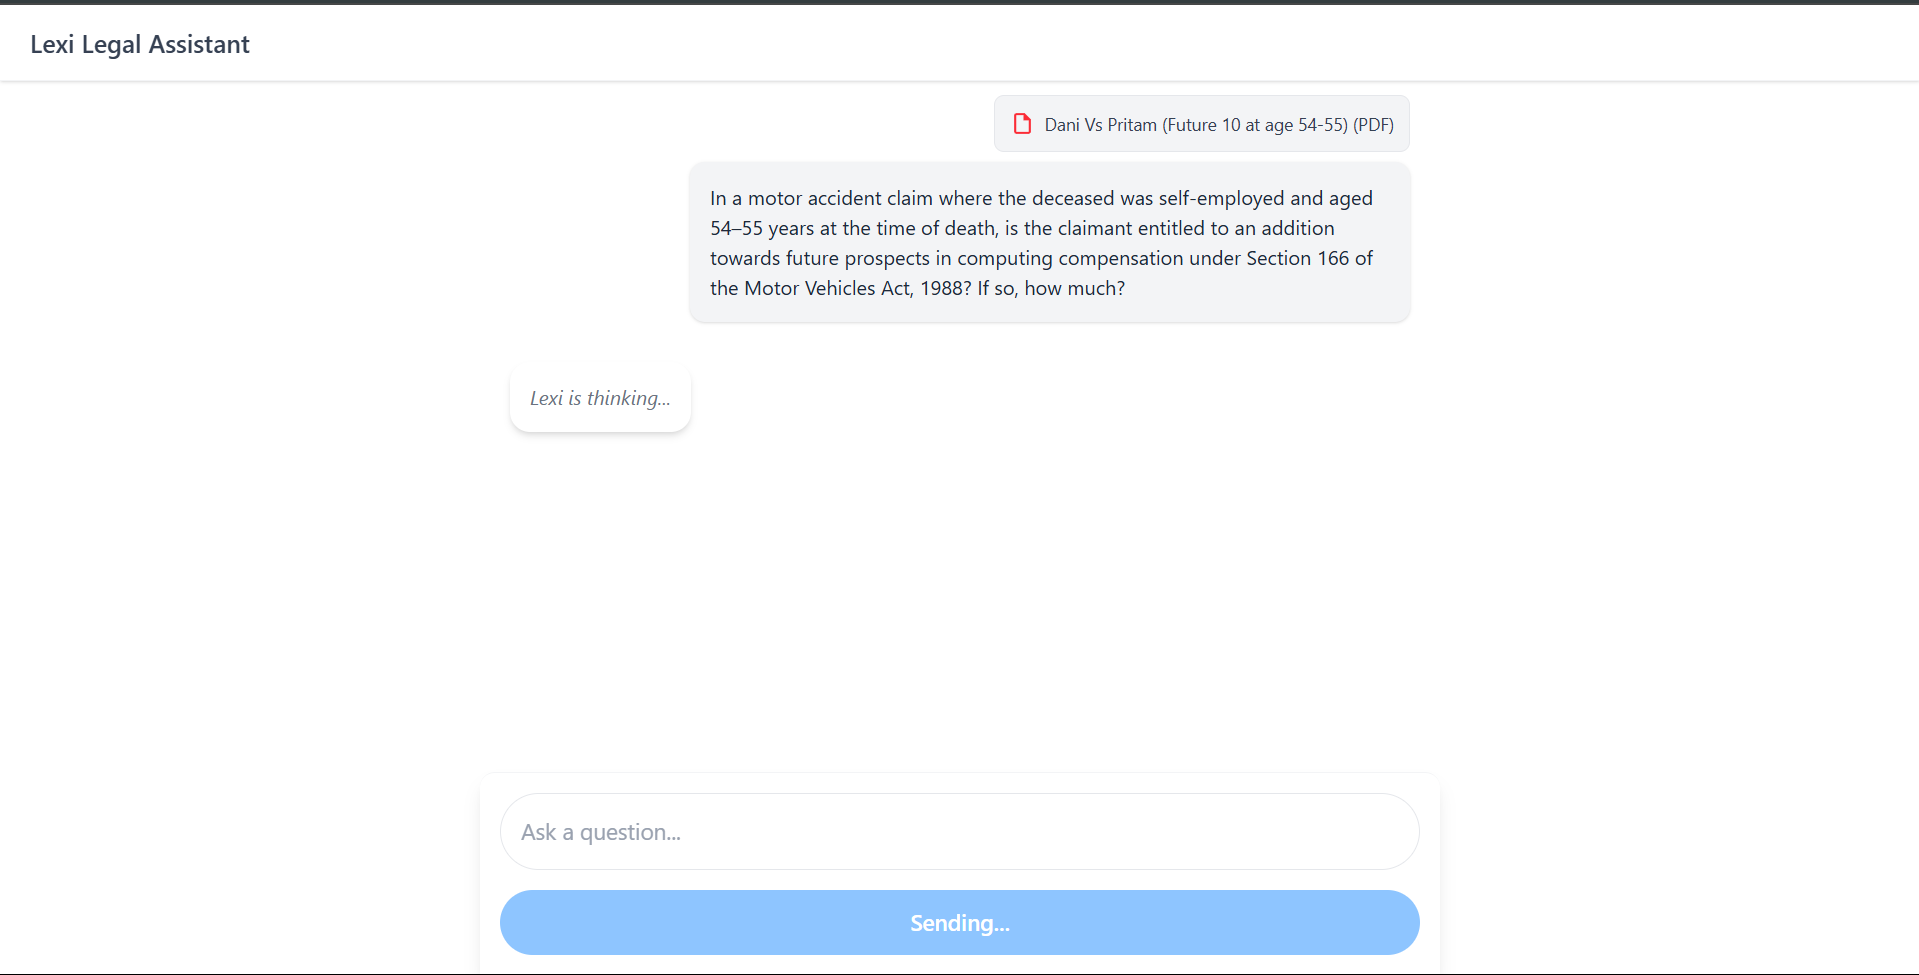 Lexi Legal Assistant
Dani Vs Pritam (Future 10 at age 54-55) (PDF)
In a motor accident claim where the deceased was self-employed and aged
54–55 years at the time of death, is the claimant entitled to an addition
towards future prospects in computing compensation under Section 166 of
the Motor Vehicles Act, 1988? If so, how much?
Lexi is thinking...
Ask a question...
Sending...